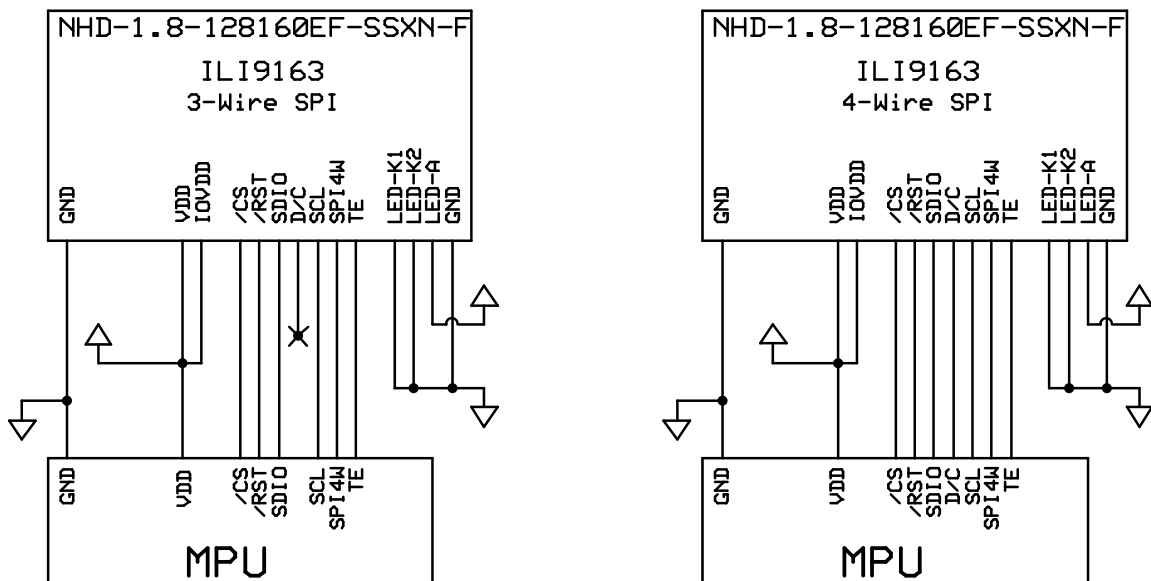 NHD-1.8-128160EF-SSXN-F
ILI9163
3-Wire SPI
GND
VDD
IOVDD
/CS
/RST
SDIO
D/C
SCL
SPI4W
TE
LED-K1
LED-K2
LED-A
GND
GND
VDD
/CS
/RST
SDIO
SCL
SPI4W
TE
MPU
NHD-1.8-128160EF-SSXN-F
ILI9163
4-Wire SPI
GND
VDD
IOVDD
/CS
/RST
SDIO
D/C
SCL
SPI4W
TE
LED-K1
LED-K2
LED-A
GND
GND
VDD
/CS
/RST
SDIO
D/C
SCL
SPI4W
TE
MPU